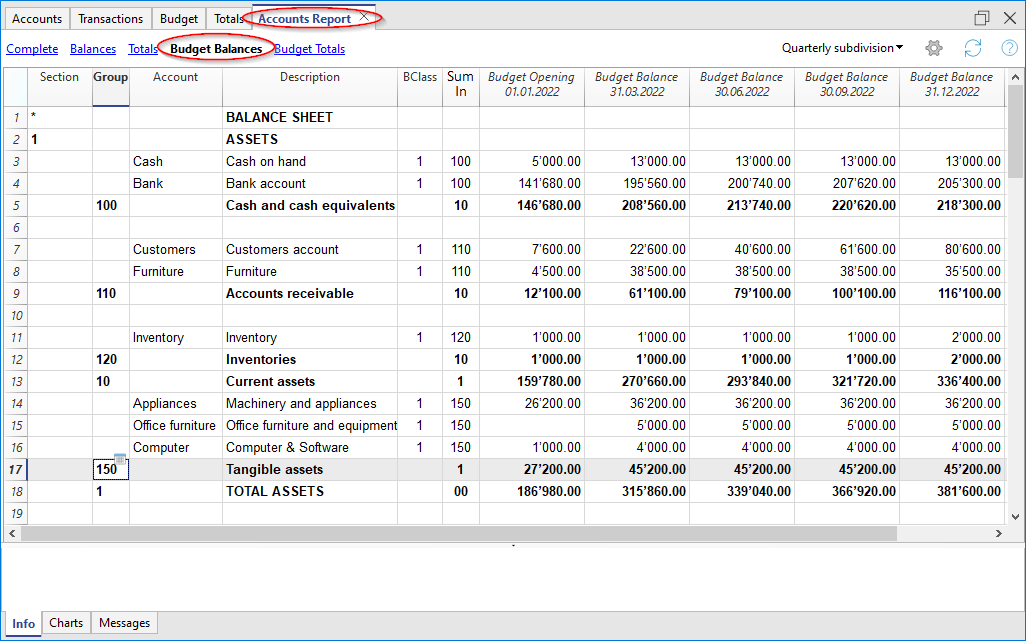 Accounts Transactions Budget Totals Accounts Report
Complete Balances Totals Budget Balances Budget Totals Quarterly subdivision
Section Group Account Description BClass Sum In Budget Opening 01.01.2022 Budget Balance 31.03.2022 Budget Balance 30.06.2022 Budget Balance 30.09.2022 Budget Balance 31.12.2022
1 * BALANCE SHEET
2 1 ASSETS
3 Cash Cash on hand 1 100 5'000.00 13'000.00 13'000.00 13'000.00 13'000.00
4 Bank Bank account 1 100 141'680.00 195'560.00 200'740.00 207'620.00 205'300.00
5 100 Cash and cash equivalents 10 146'680.00 208'560.00 213'740.00 220'620.00 218'300.00
6
7 Customers Customers account 1 110 7'600.00 22'600.00 40'600.00 61'600.00 80'600.00
8 Furniture Furniture 1 110 4'500.00 38'500.00 38'500.00 38'500.00 35'500.00
9 110 Accounts receivable 10 12'100.00 61'100.00 79'100.00 100'100.00 116'100.00
10
11 Inventory Inventory 1 120 1'000.00 1'000.00 1'000.00 1'000.00 2'000.00
12 120 Inventories 10 1'000.00 1'000.00 1'000.00 1'000.00 2'000.00
13 10 Current assets 1 159'780.00 270'660.00 293'840.00 321'720.00 336'400.00
14 Appliances Machinery and appliances 1 150 26'200.00 36'200.00 36'200.00 36'200.00 36'200.00
15 Office furniture Office furniture and equipment 1 150 5'000.00 5'000.00 5'000.00 5'000.00
16 Computer Computer & Software 1 150 1'000.00 4'000.00 4'000.00 4'000.00 4'000.00
17 150 Tangible assets 1 27'200.00 45'200.00 45'200.00 45'200.00 45'200.00
18 1 TOTAL ASSETS 00 186'980.00 315'860.00 339'040.00 366'920.00 381'600.00
19
Info Charts Messages